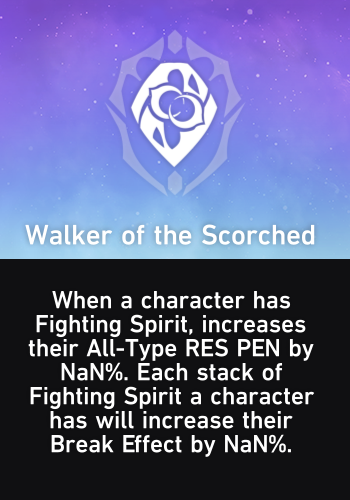 Walker of the Scorched
When a character has
Fighting Spirit, increases
their All-Type RES PEN by
NaN%. Each stack of
Fighting Spirit a character
has will increase their
Break Effect by NaN%.